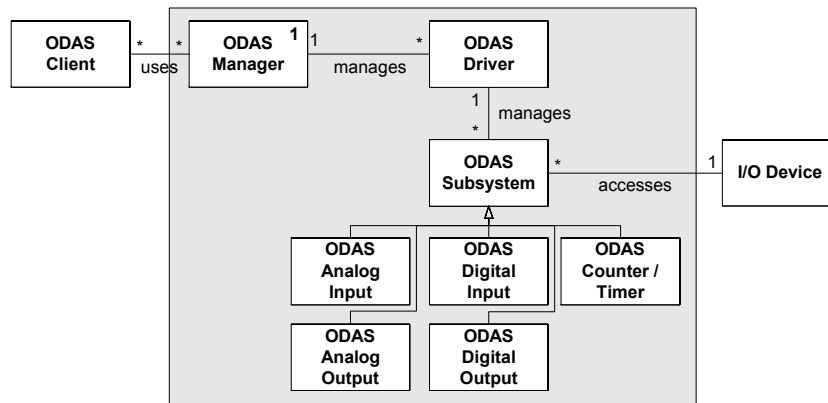 ODAS
Client
*
*
uses
ODAS
Manager
1
1
*
manages
ODAS
Driver
1
manages
*
ODAS
Subsystem
*
1
accesses
I/O Device
ODAS
Analog
Input
ODAS
Digital
Input
ODAS
Counter /
Timer
ODAS
Analog
Output
ODAS
Digital
Output